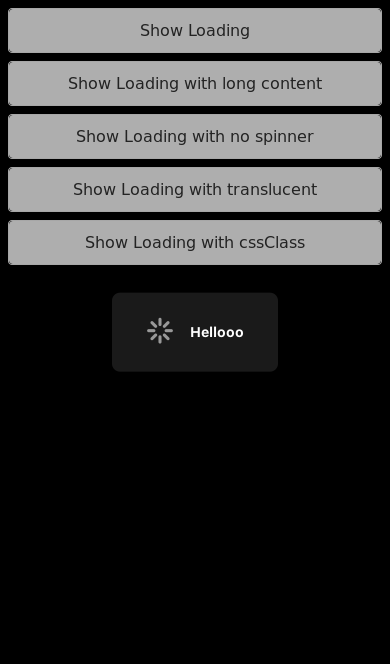 Show Loading
Show Loading with long content
Show Loading with no spinner
Show Loading with translucent
Show Loading with cssClass
Hellooo